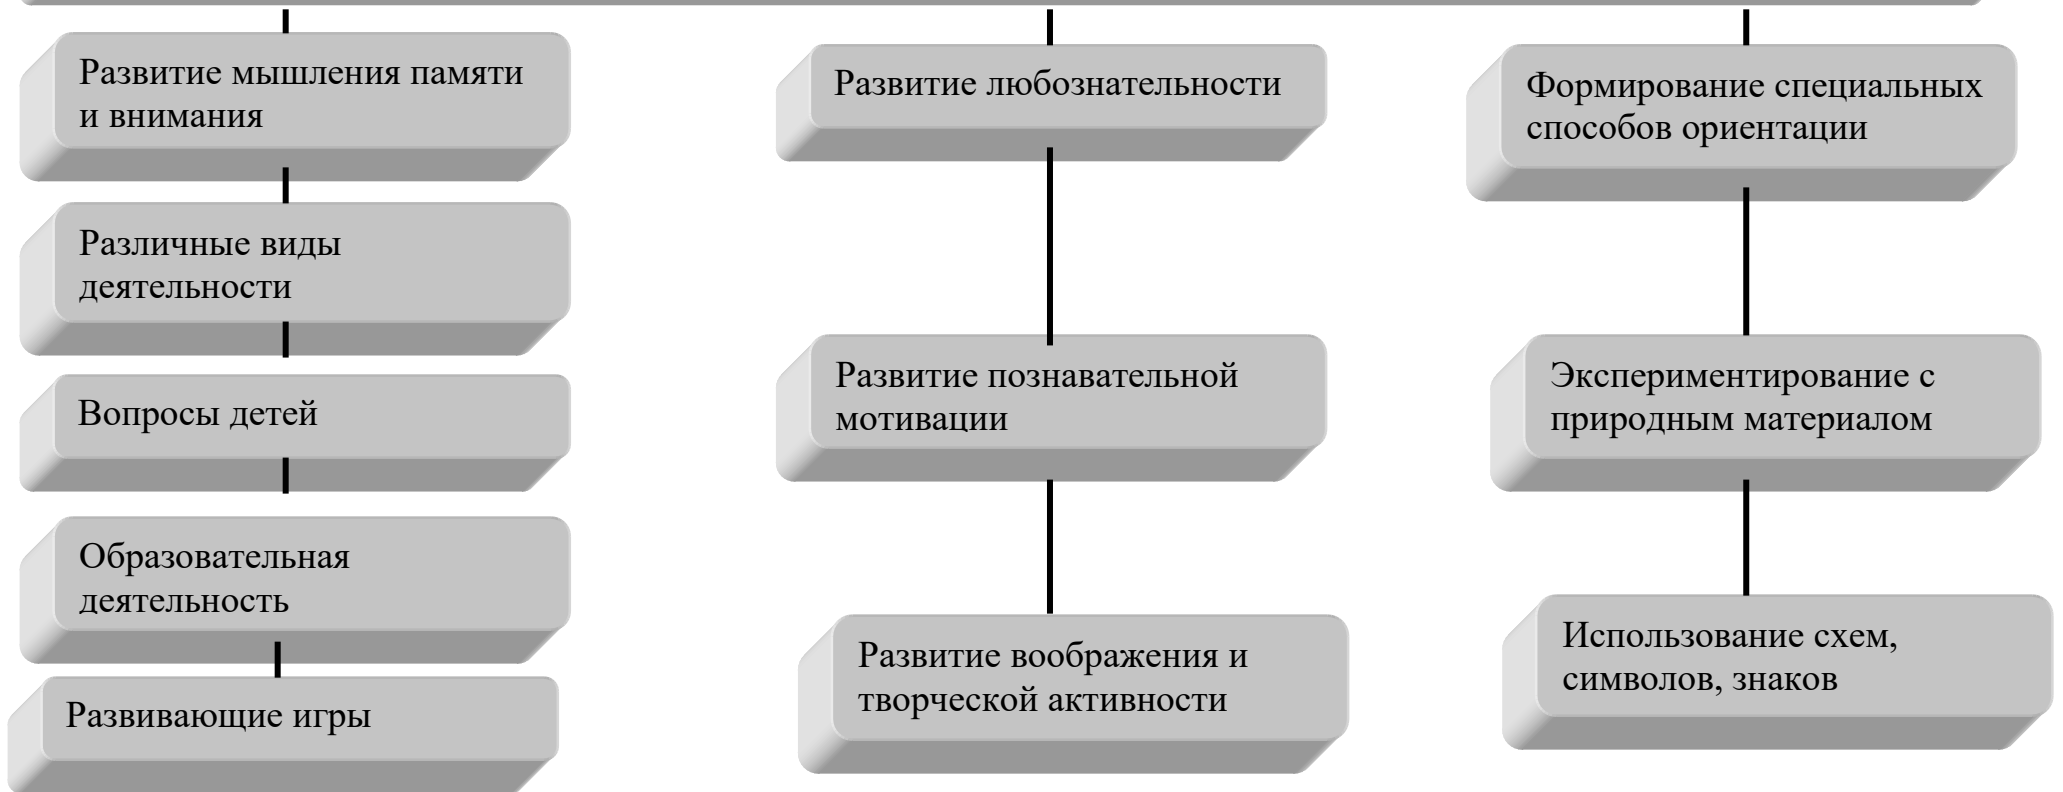 Развитие мышления памяти
и внимания
Различные виды
деятельности
Вопросы детей
Образовательная
деятельность
Развивающие игры
Развитие любознательности
Развитие познавательной
мотивации
Развитие воображения и
творческой активности
Формирование специальных
способов ориентации
Экспериментирование с
природным материалом
Использование схем,
символов, знаков